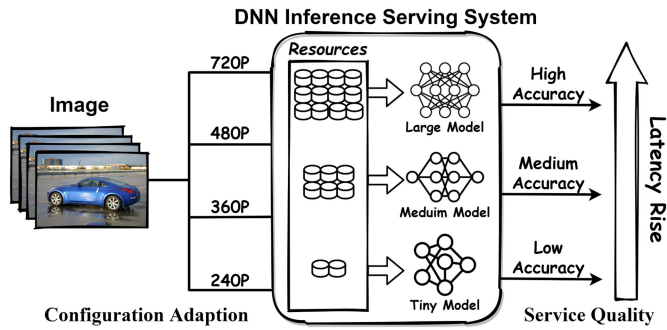 DNN Inference Serving System
Image
720P
480P
360P
240P
Configuration Adaption
Resources
Large Model
Meduim Model
Tiny Model
High
Accuracy
Medium
Accuracy
Low
Accuracy
Service Quality
Latency Rise